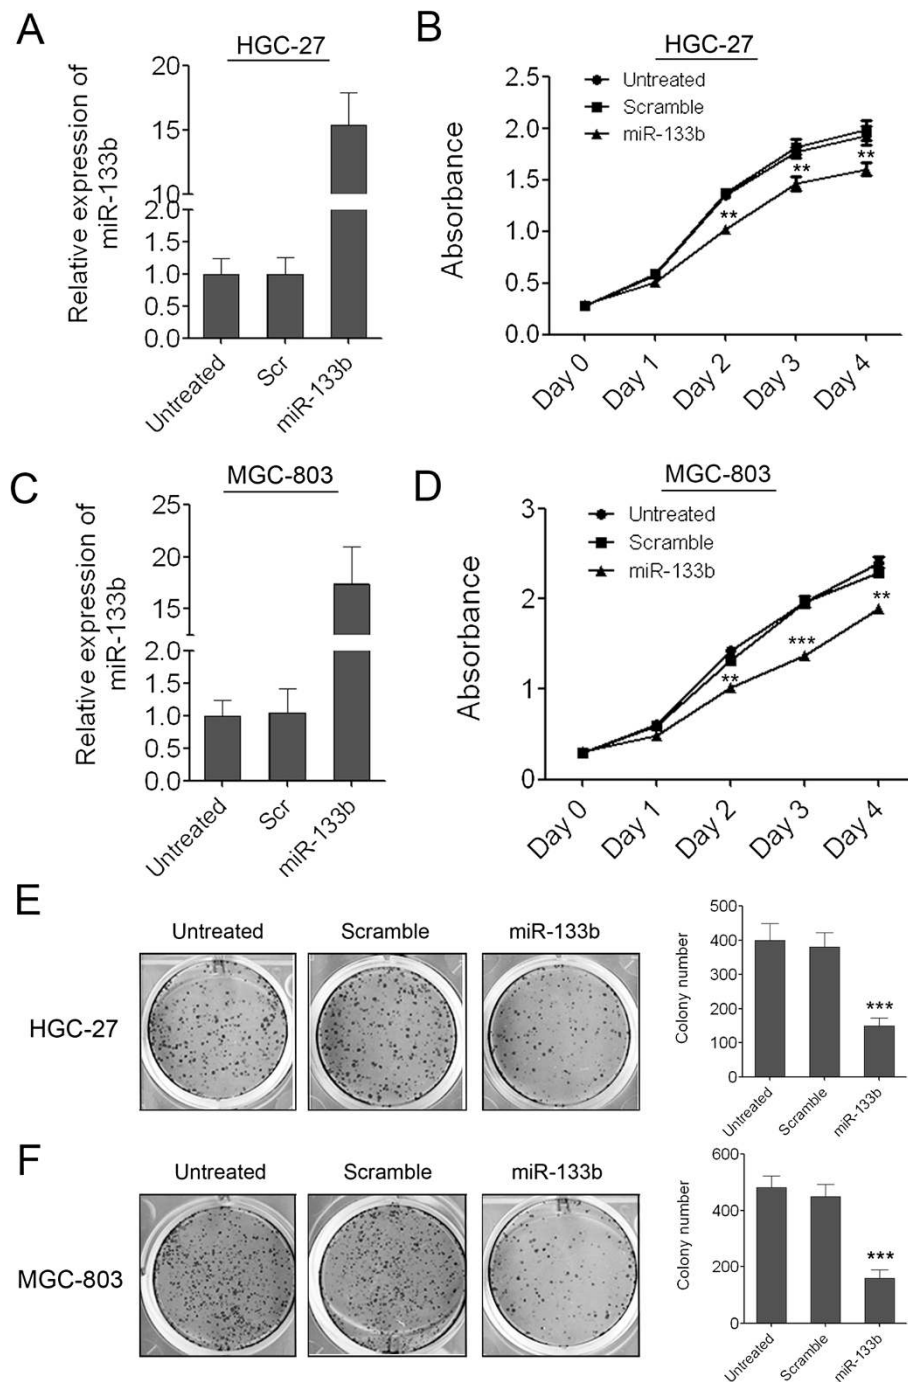 A
HGC-27
Relative expression of
miR-133b
20
15
10
2.0
1.5
1.0
0.5
0.0
Untreated
Scr
miR-133b
B
HGC-27
Untreated
Scramble
miR-133b
Absorbance
2.5
2.0
1.5
1.0
0.5
0.0
**
**
**
Day 0
Day 1
Day 2
Day 3
Day 4
C
MGC-803
Relative expression of
miR-133b
25
20
15
10
2.0
1.5
1.0
0.5
0.0
Untreated
Scr
miR-133b
D
MGC-803
Untreated
Scramble
miR-133b
Absorbance
3
2
1
0
**
***
**
Day 0
Day 1
Day 2
Day 3
Day 4
E
Untreated
Scramble
miR-133b
HGC-27
Colony number
500
400
300
200
100
0
***
Untreated
Scramble
miR-133b
F
Untreated
Scramble
miR-133b
MGC-803
Colony number
600
400
200
0
***
Untreated
Scramble
miR-133b